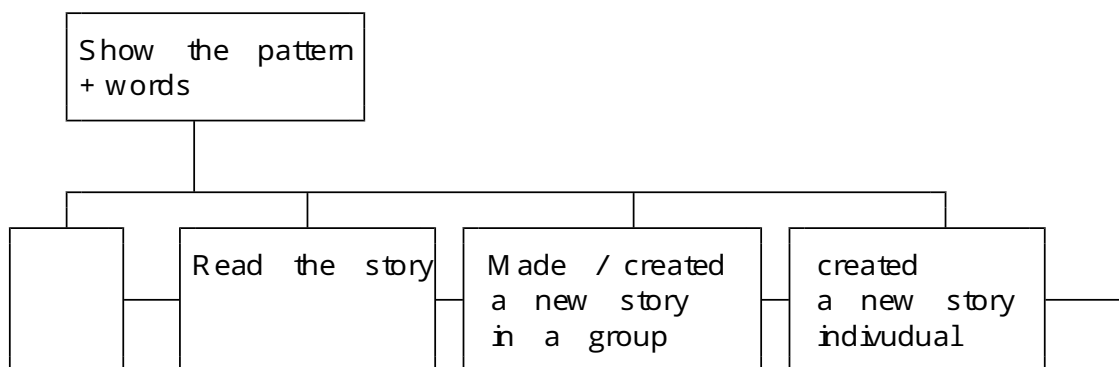 Show the pattern
+ words
Read the story
Made / created
a new story
in a group
created
a new story
indivudual